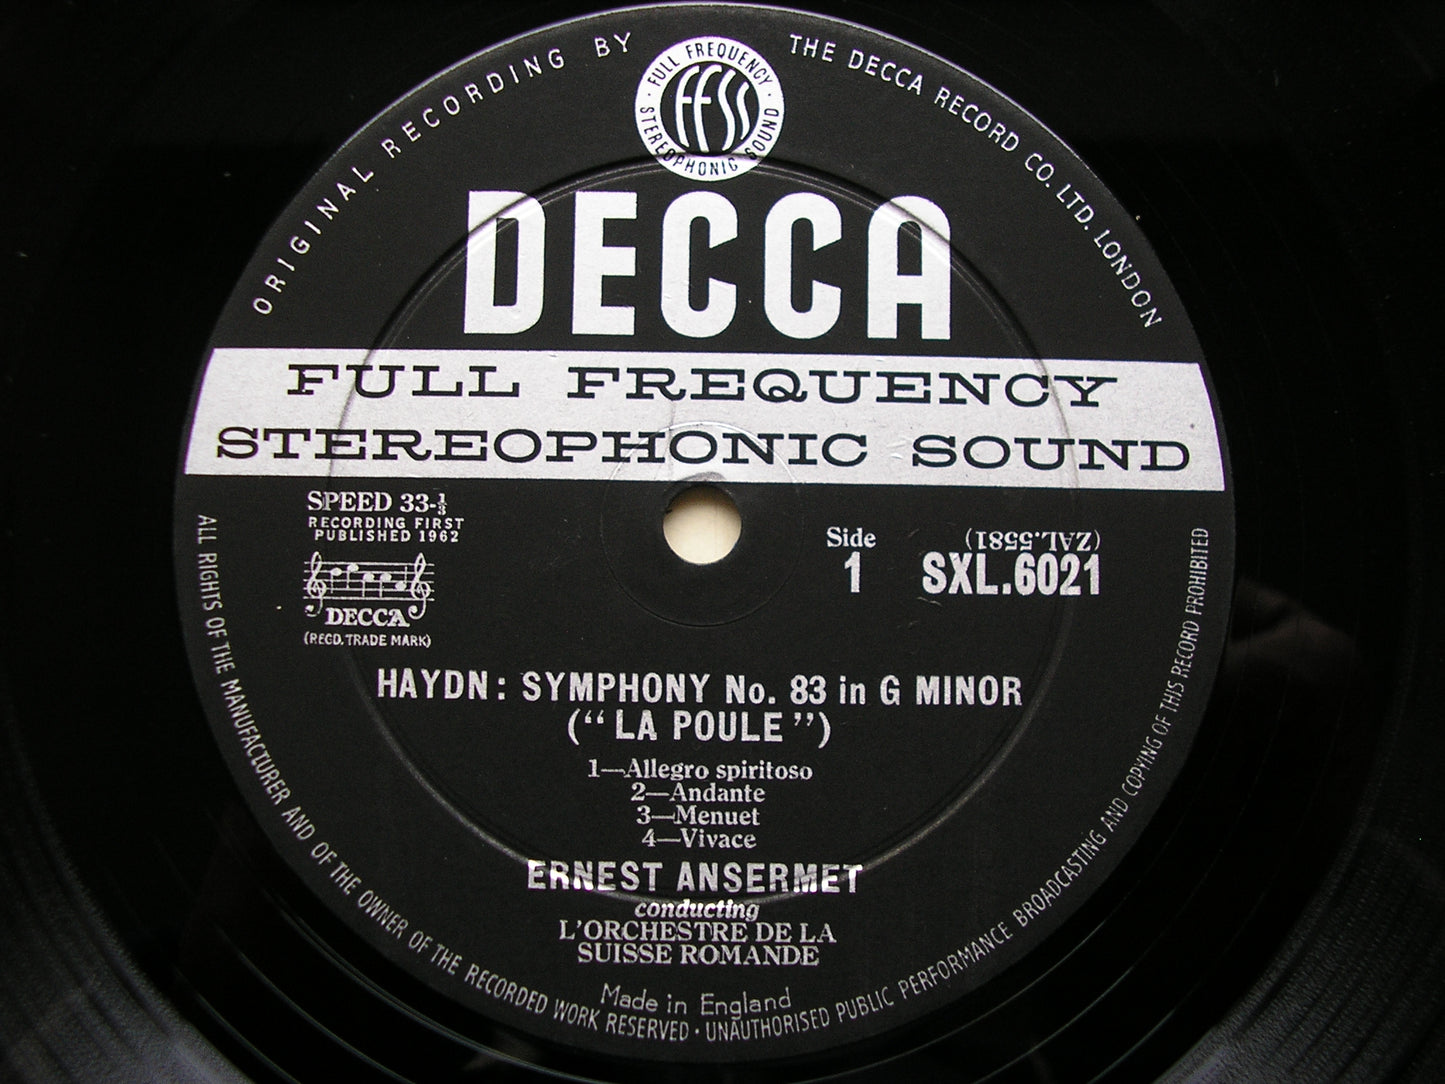 ORIGINAL RECORDING BY THE DECCA RECORD CO. LTD. LONDON
FULL FREQUENCY
FFSS
STEREOPHONIC SOUND
DECCA
FULL FREQUENCY
STEREOPHONIC SOUND
SPEED 33-⅓
RECORDING FIRST
PUBLISHED 1962
DECCA
(REGD. TRADE MARK)
Side
1
(ZAL.5581)
SXL.6021
HAYDN: SYMPHONY No. 83 in G MINOR
(“LA POULE”)
1—Allegro spiritoso
2—Andante
3—Menuet
4—Vivace
ERNEST ANSERMET
conducting
L'ORCHESTRE DE LA
SUISSE ROMANDE
Made in England
ALL RIGHTS OF THE MANUFACTURER AND OF THE OWNER OF THE RECORDED WORK RESERVED · UNAUTHORISED PUBLIC PERFORMANCE BROADCASTING AND COPYING OF THIS RECORD PROHIBITED